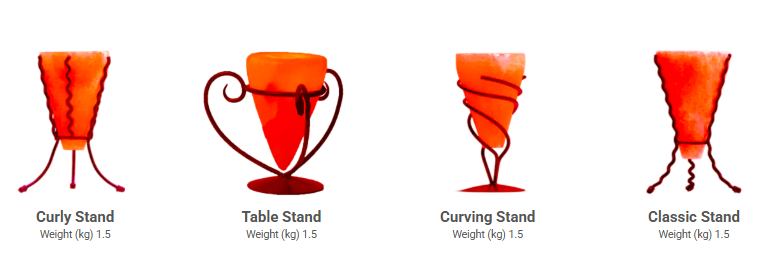 Curly Stand
Weight (kg) 1.5
Table Stand
Weight (kg) 1.5
Curving Stand
Weight (kg) 1.5
Classic Stand
Weight (kg) 1.5